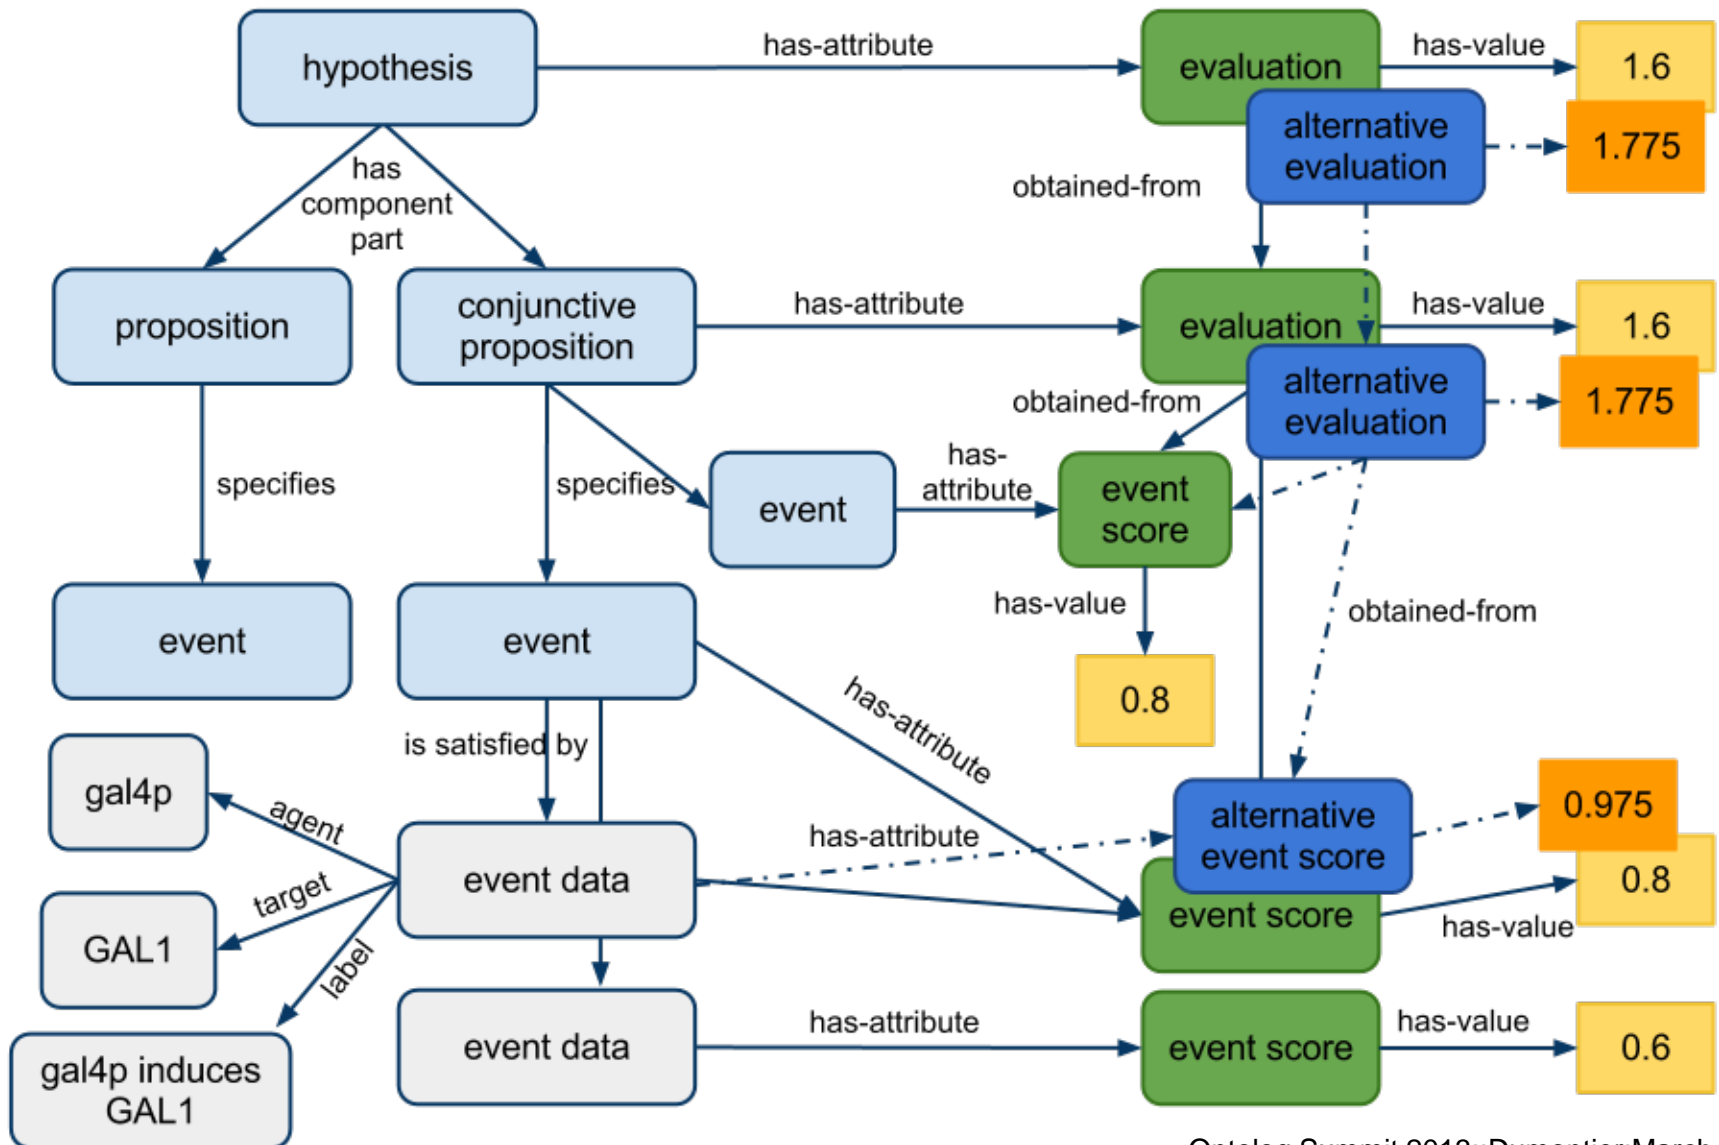 hypothesis
has-attribute
evaluation
has-value
1.6
alternative
evaluation
1.775
has
component
part
obtained-from
proposition
conjunctive
proposition
has-attribute
evaluation
has-value
1.6
alternative
evaluation
1.775
obtained-from
specifies
specifies
event
has-
attribute
event
score
has-value
0.8
obtained-from
event
event
is satisfied by
has-attribute
gal4p
agent
event data
has-attribute
alternative
event score
0.975
0.8
event score
has-value
target
GAL1
label
gal4p induces
GAL1
event data
has-attribute
event score
has-value
0.6